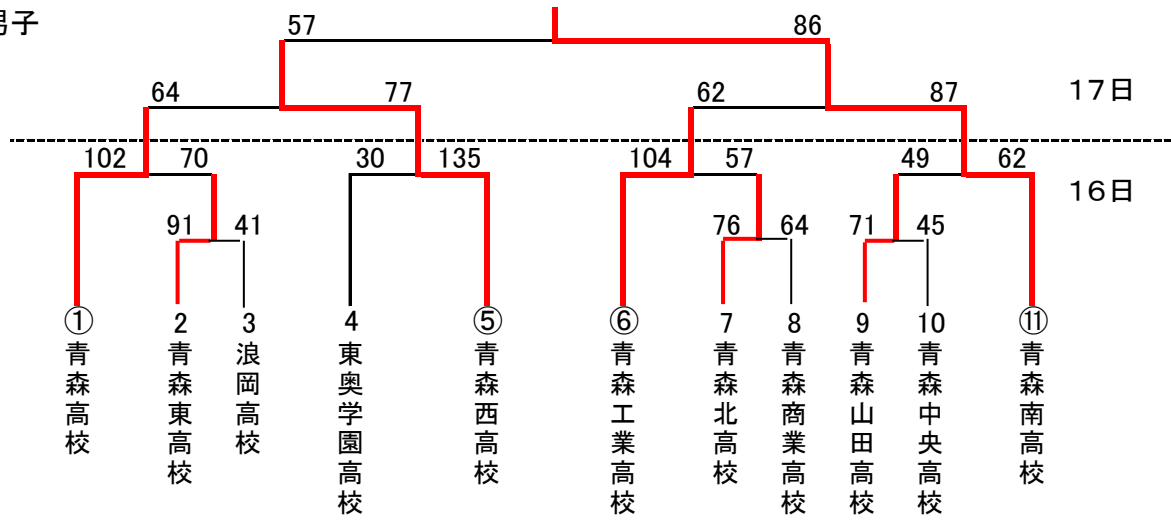 男子
57 86
64 77 62 87 17日
102 70 30 135 104 57 49 62
16日
91 41 76 64 71 45
① 2 3 4 ⑤ ⑥ 7 8 9 10 ⑪
青森高校
青森東高校
浪岡高校
東奥学園高校
青森西高校
青森工業高校
青森北高校
青森商業高校
青森山田高校
青森中央高校
青森南高校